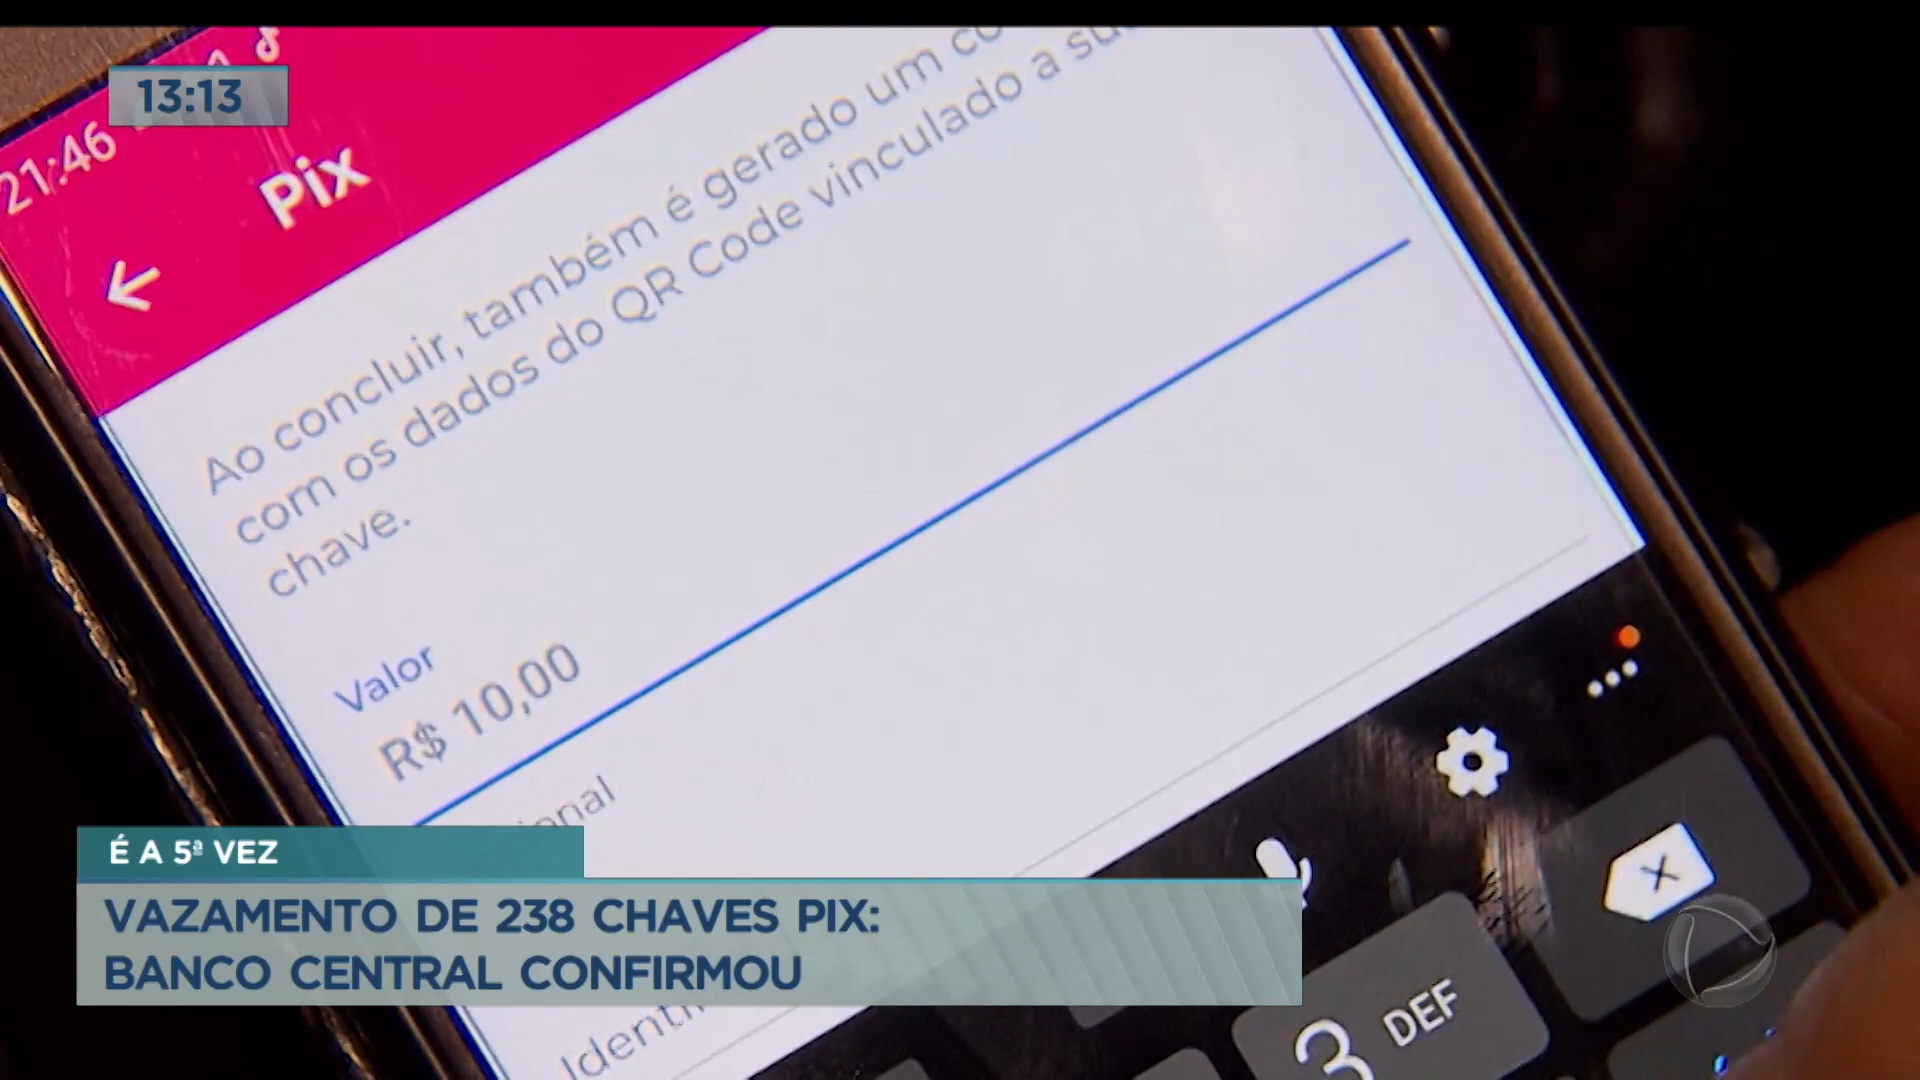 13:13
21:46
Pix
Ao concluir, também é gerado um
com os dados do QR Code vinculado a
chave.
Valor
R$ 10,00
É A 5ª VEZ
VAZAMENTO DE 238 CHAVES PIX:
BANCO CENTRAL CONFIRMOU
3 DEF